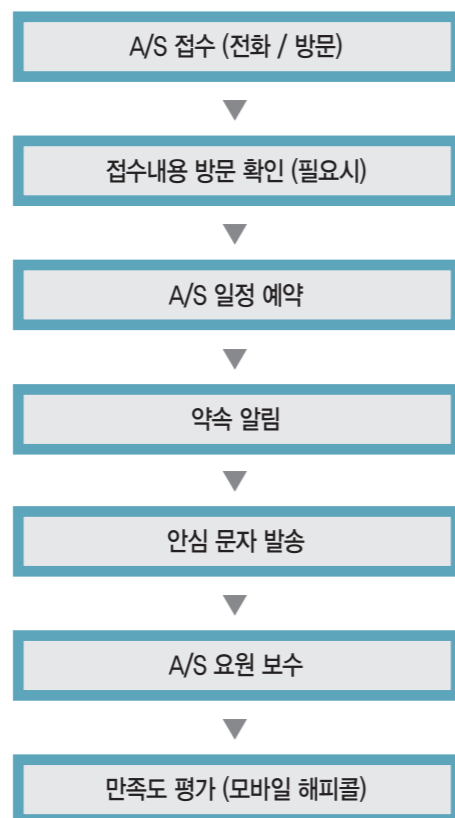 A/S 접수 (전화 / 방문)
접수내용 방문 확인 (필요시)
A/S 일정 예약
약속 알림
안심 문자 발송
A/S 요원 보수
만족도 평가 (모바일 해피콜)